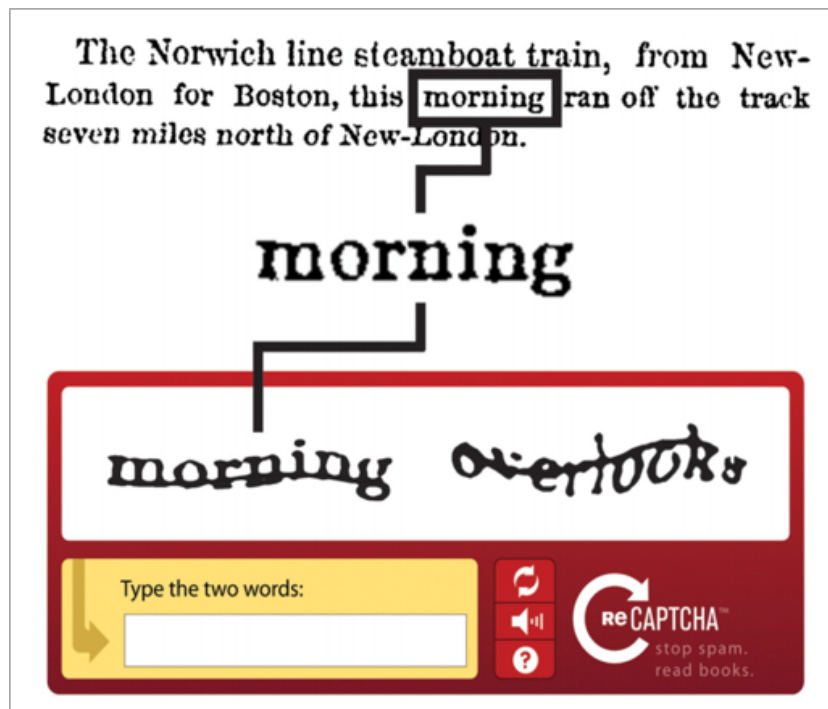 The Norwich line steamboat train, from New-
London for Boston, this morning ran off the track
seven miles north of New-London.
morning
morning overlooks
Type the two words:
ReCAPTCHA™
stop spam.
read books.